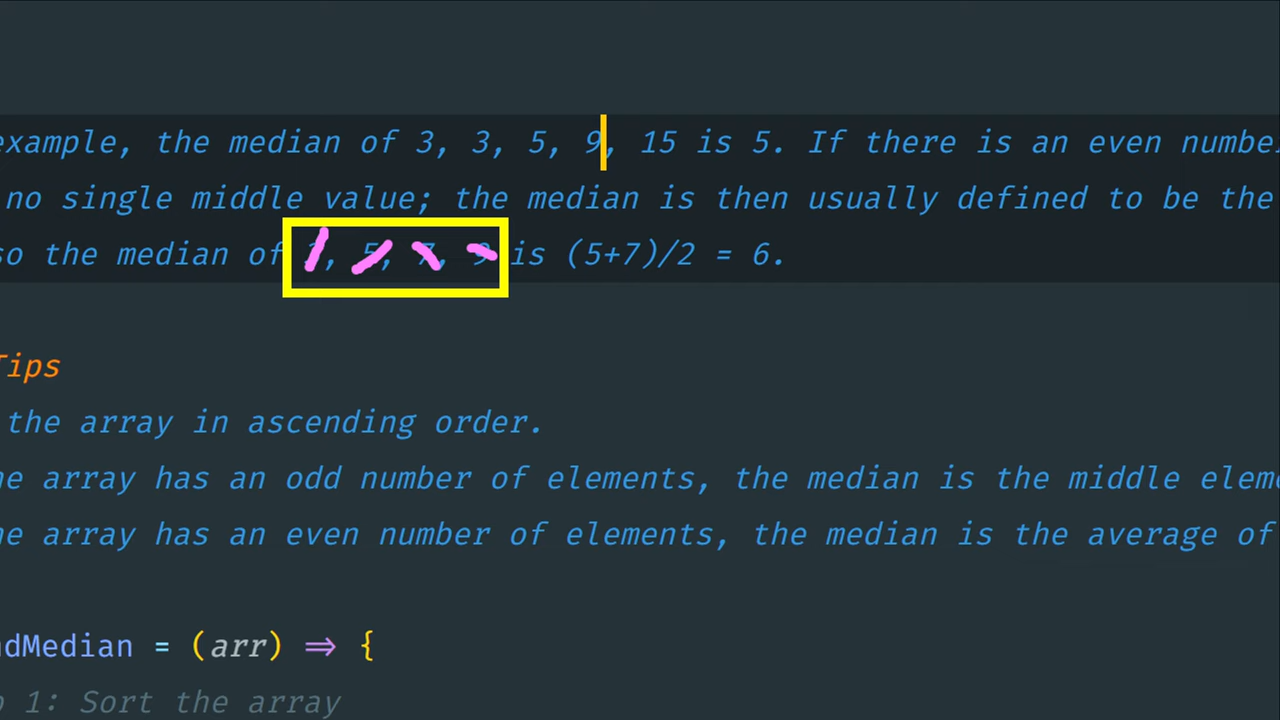 example, the median of 3, 3, 5, 9, 15 is 5. If there is an even numbe
no single middle value; the median is then usually defined to be the
so the median of 5, 7, 9 is (5+7)/2 = 6.
Tips
the array in ascending order.
he array has an odd number of elements, the median is the middle elem
he array has an even number of elements, the median is the average of
ndMedian = (arr) => {
1: Sort the array